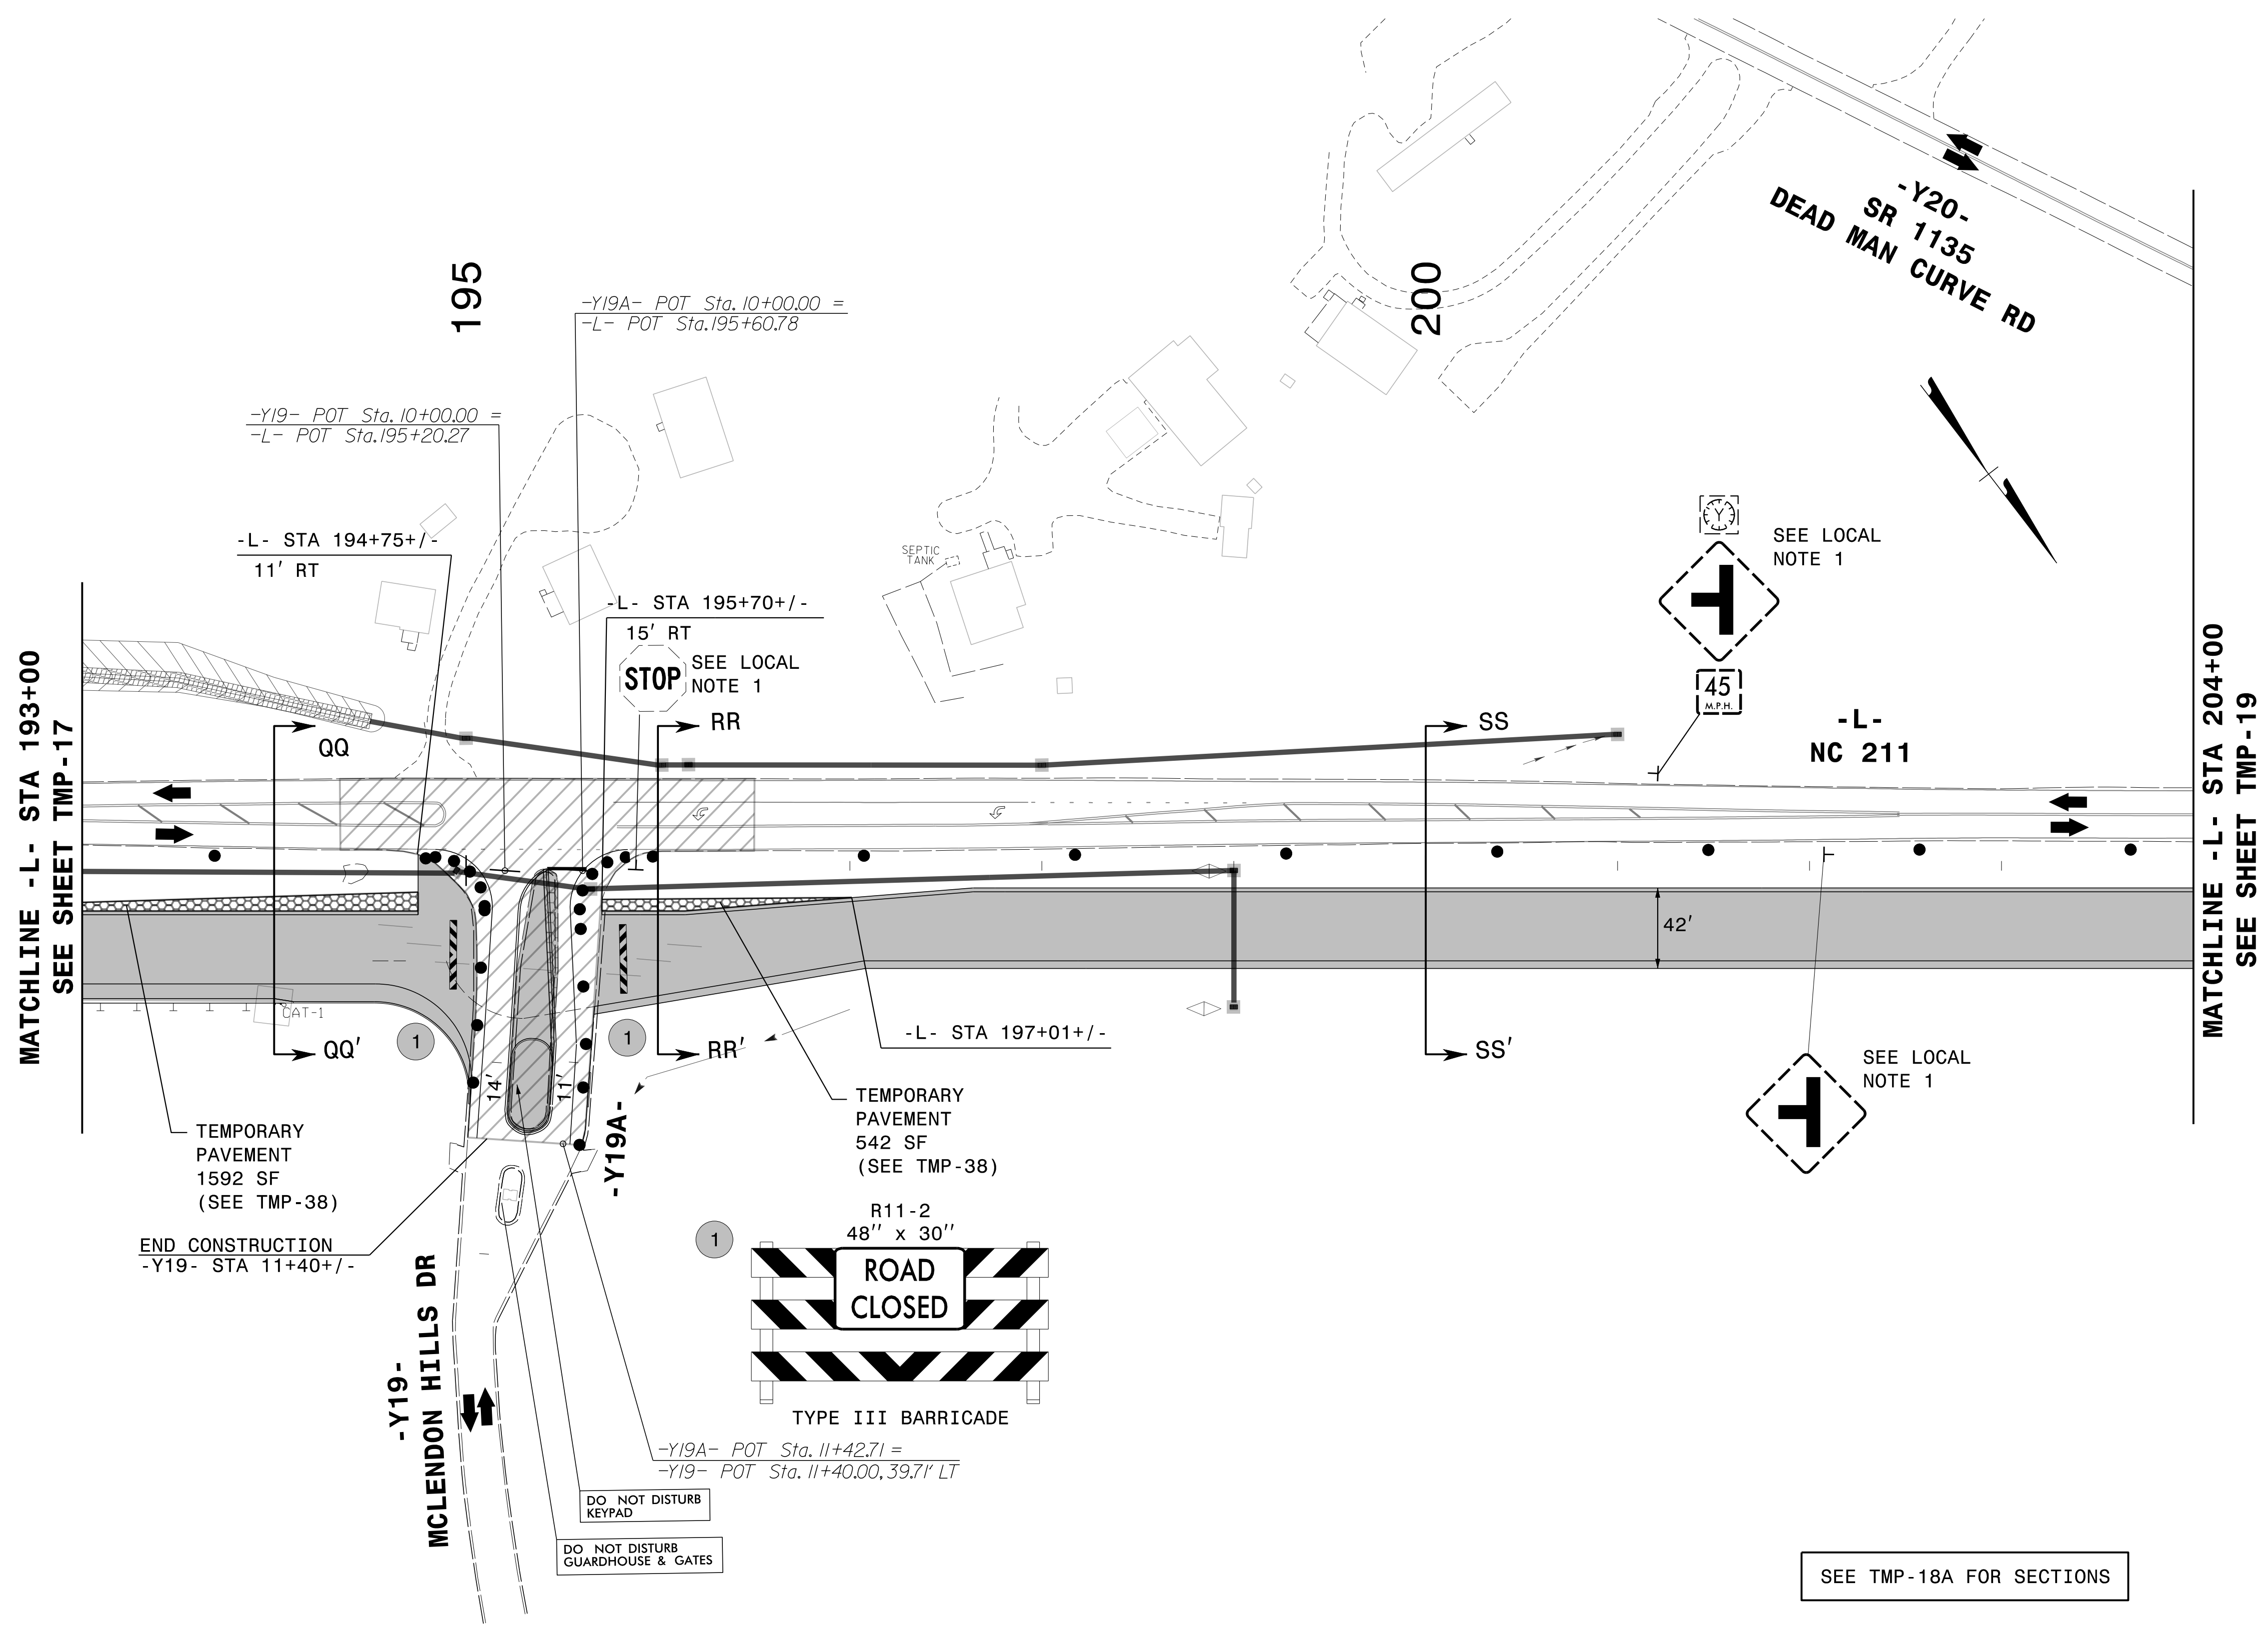 -Y20-
SR 1135
DEAD MAN CURVE RD
195
200
-Y19A- POT Sta. 10+00.00 =
-L- POT Sta. 195+60.78
-Y19- POT Sta. 10+00.00 =
-L- POT Sta. 195+20.27
-L- STA 194+75+/-
11' RT
-L- STA 195+70+/-
15' RT
STOP
SEE LOCAL
NOTE 1
SEPTIC
TANK
Y
SEE LOCAL
NOTE 1
45
M.P.H.
-L-
NC 211
MATCHLINE -L- STA 193+00
SEE SHEET TMP-17
MATCHLINE -L- STA 204+00
SEE SHEET TMP-19
QQ
RR
SS
42'
CAT-1
QQ'
1
1
RR'
SS'
-L- STA 197+01+/-
14'
11'
-Y19A-
SEE LOCAL
NOTE 1
TEMPORARY
PAVEMENT
1592 SF
(SEE TMP-38)
TEMPORARY
PAVEMENT
542 SF
(SEE TMP-38)
END CONSTRUCTION
-Y19- STA 11+40+/-
1
R11-2
48'' x 30''
ROAD
CLOSED
TYPE III BARRICADE
-Y19-
MCLENDON HILLS DR
-Y19A- POT Sta. 11+42.71 =
-Y19- POT Sta. 11+40.00, 39.71' LT
DO NOT DISTURB
KEYPAD
DO NOT DISTURB
GUARDHOUSE & GATES
SEE TMP-18A FOR SECTIONS